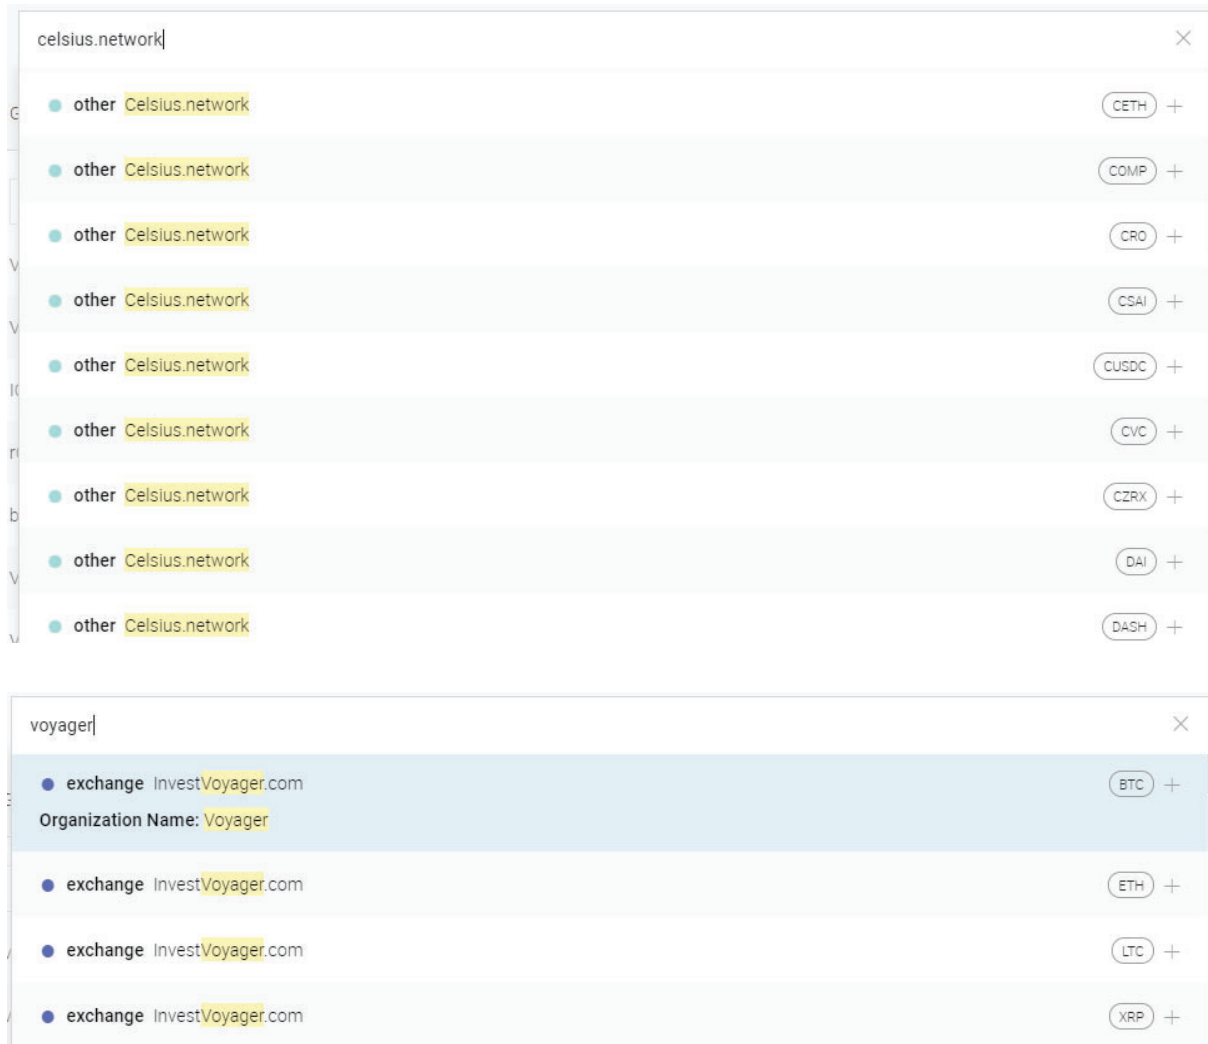 celsius.network
other Celsius.network CETH
other Celsius.network COMP
other Celsius.network CRO
other Celsius.network CSAI
other Celsius.network CUSDC
other Celsius.network CVC
other Celsius.network CZRX
other Celsius.network DAI
other Celsius.network DASH
voyager
exchange InvestVoyager.com BTC
Organization Name: Voyager
exchange InvestVoyager.com ETH
exchange InvestVoyager.com LTC
exchange InvestVoyager.com XRP